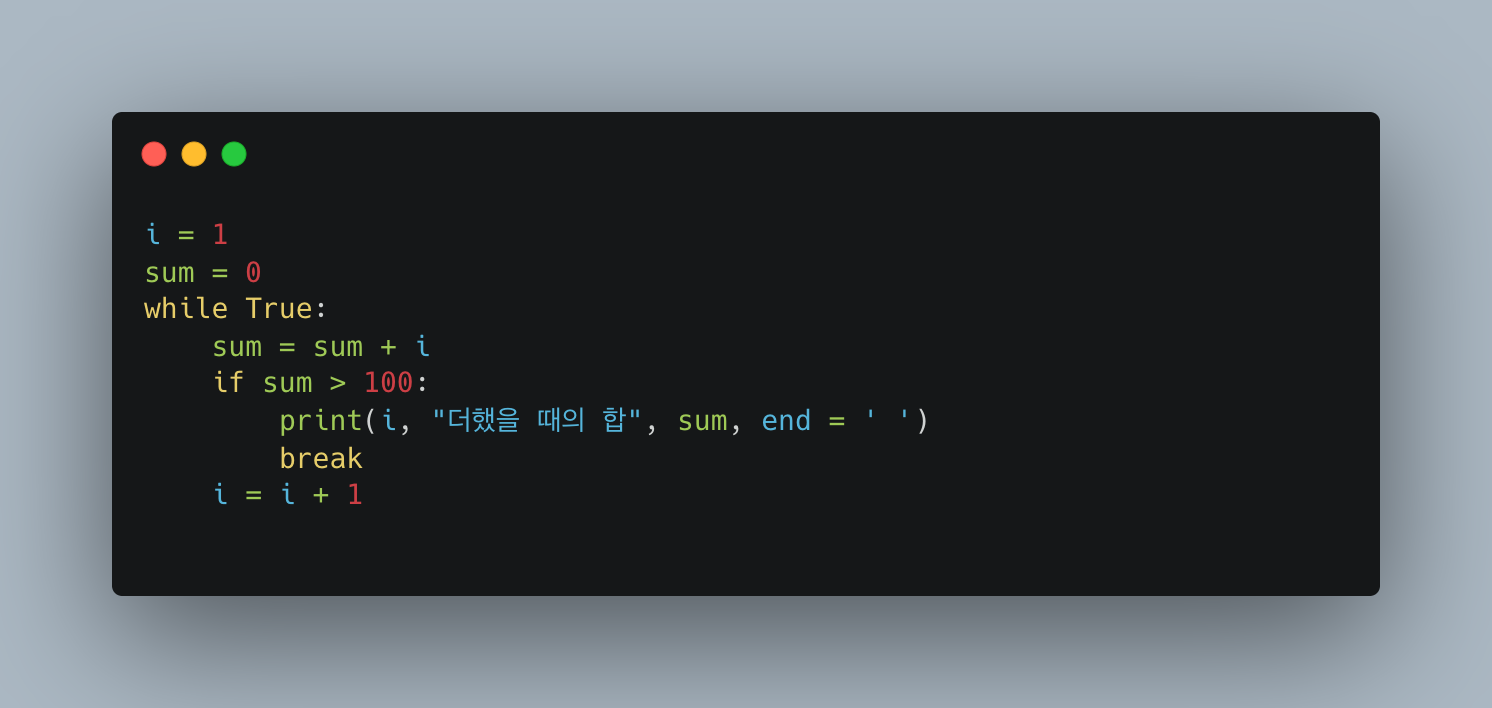 i = 1
sum = 0
while True:
    sum = sum + i
    if sum > 100:
        print(i, "더했을 때의 합", sum, end = ' ')
        break
    i = i + 1